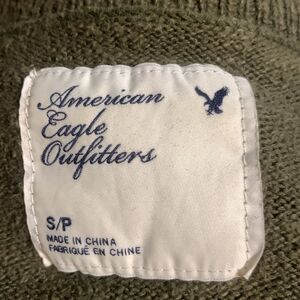 American
Eagle
Outfitters
S/P
MADE IN CHINA
FABRIQUÉ EN CHINE